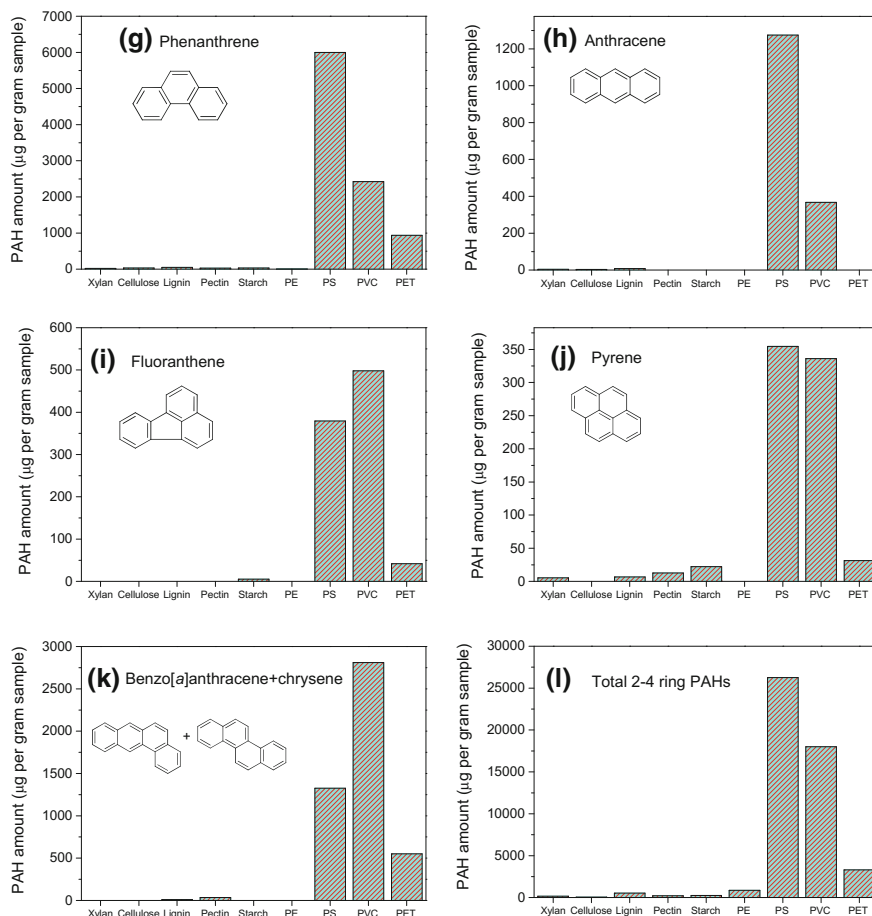 (g) Phenanthrene
PAH amount (μg per gram sample)
7000
6000
5000
4000
3000
2000
1000
0
Xylan Cellulose Lignin Pectin Starch PE PS PVC PET
(h) Anthracene
PAH amount (μg per gram sample)
1200
1000
800
600
400
200
0
Xylan Cellulose Lignin Pectin Starch PE PS PVC PET
(i) Fluoranthene
PAH amount (μg per gram sample)
600
500
400
300
200
100
0
Xylan Cellulose Lignin Pectin Starch PE PS PVC PET
(j) Pyrene
PAH amount (μg per gram sample)
350
300
250
200
150
100
50
0
Xylan Cellulose Lignin Pectin Starch PE PS PVC PET
(k) Benzo[a]anthracene+chrysene
+
PAH amount (μg per gram sample)
3000
2500
2000
1500
1000
500
0
Xylan Cellulose Lignin Pectin Starch PE PS PVC PET
(l) Total 2-4 ring PAHs
PAH amount (μg per gram sample)
30000
25000
20000
15000
10000
5000
0
Xylan Cellulose Lignin Pectin Starch PE PS PVC PET